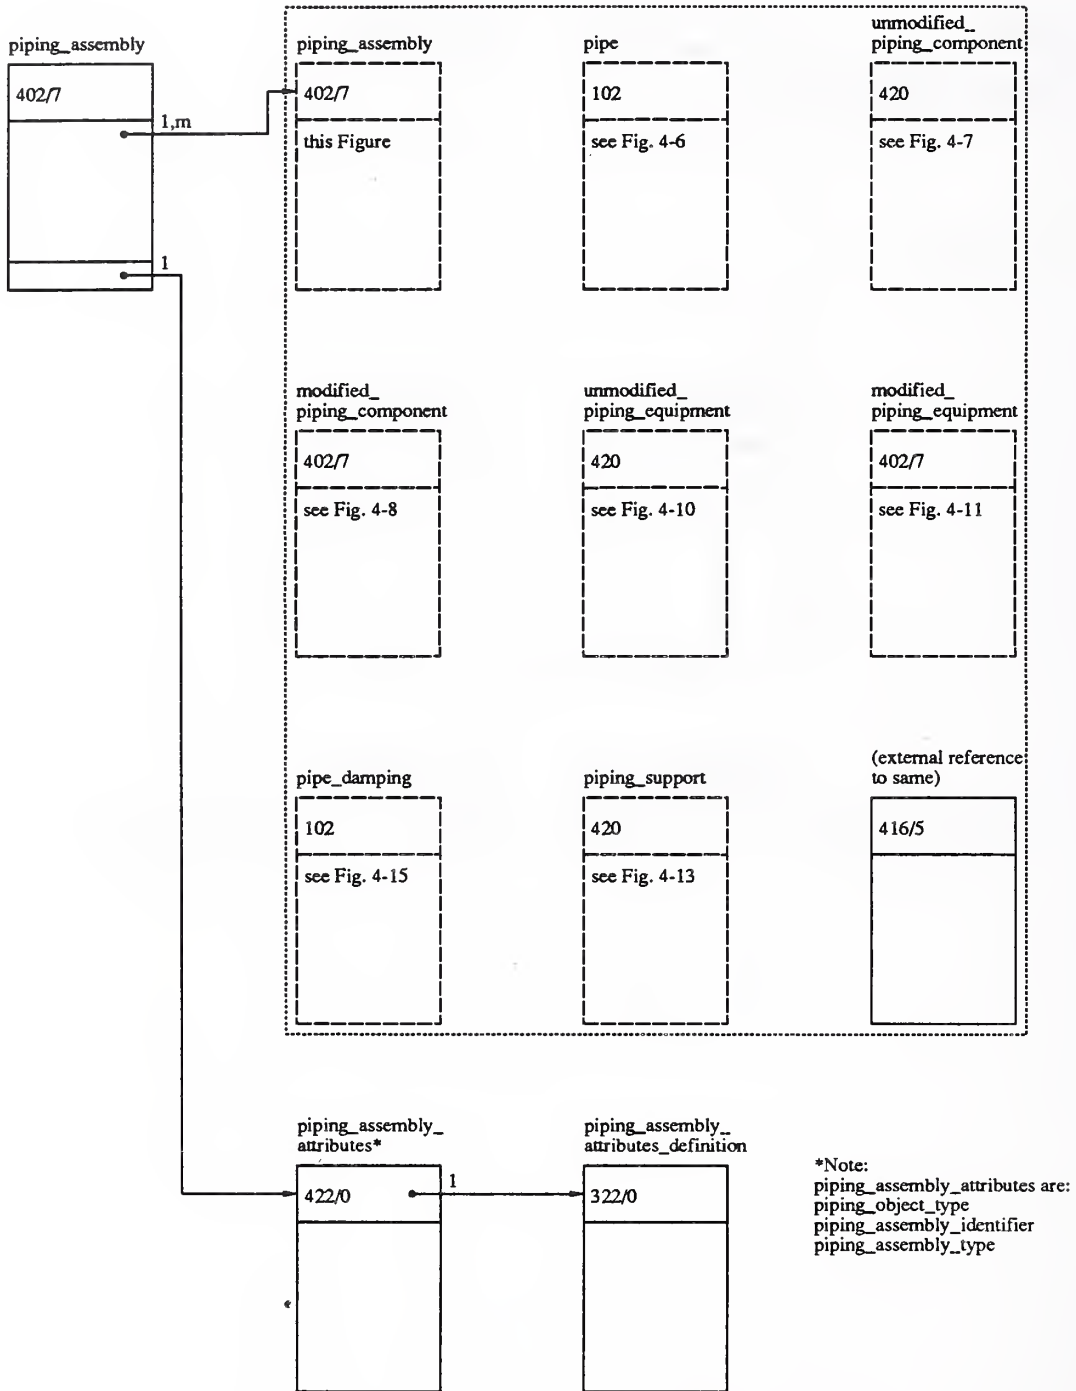 piping_assembly
402/7
1,m
1
piping_assembly
402/7
this Figure
pipe
102
see Fig. 4-6
unmodified_
piping_component
420
see Fig. 4-7
modified_
piping_component
402/7
see Fig. 4-8
unmodified_
piping_equipment
420
see Fig. 4-10
modified_
piping_equipment
402/7
see Fig. 4-11
pipe_damping
102
see Fig. 4-15
piping_support
420
see Fig. 4-13
(external reference
to same)
416/5
piping_assembly_
attributes*
422/0
1
piping_assembly_
attributes_definition
322/0
*Note:
piping_assembly_attributes are:
piping_object_type
piping_assembly_identifier
piping_assembly_type